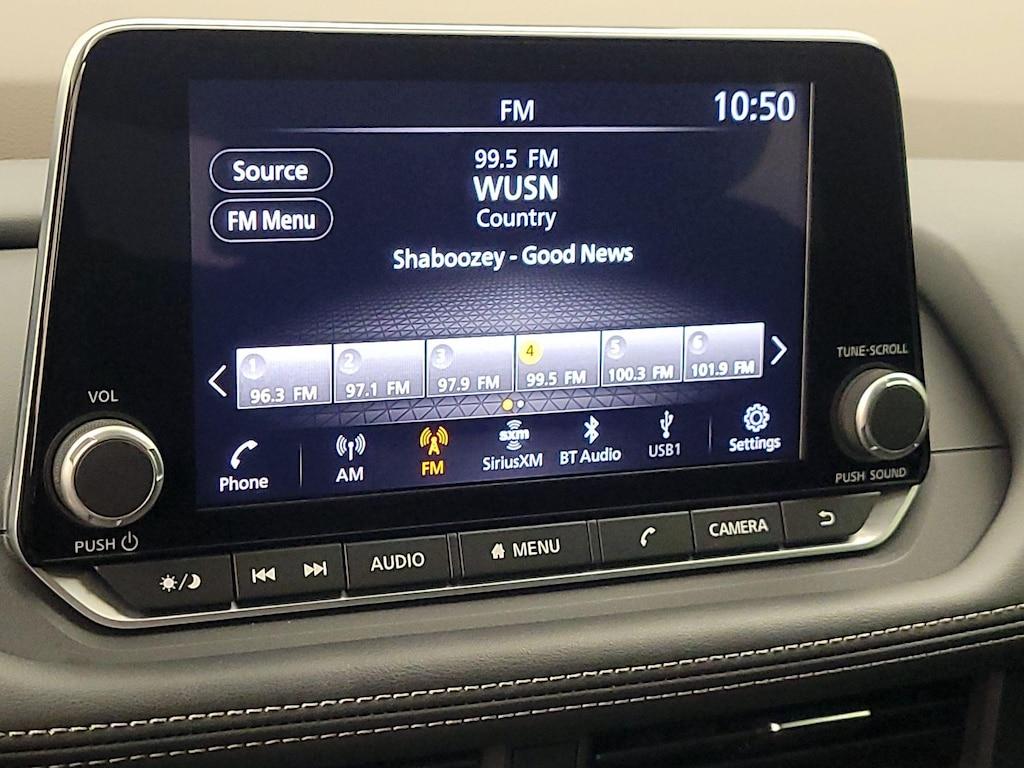 FM 10:50
Source
FM Menu
99.5 FM
WUSN
Country
Shaboozey - Good News
1 2 3 4 5 6
96.3 FM 97.1 FM 97.9 FM 99.5 FM 100.3 FM 101.9 FM
Phone AM FM sxm SiriusXM BT Audio USB1 Settings
VOL
PUSH
TUNE·SCROLL
PUSH SOUND
AUDIO MENU CAMERA